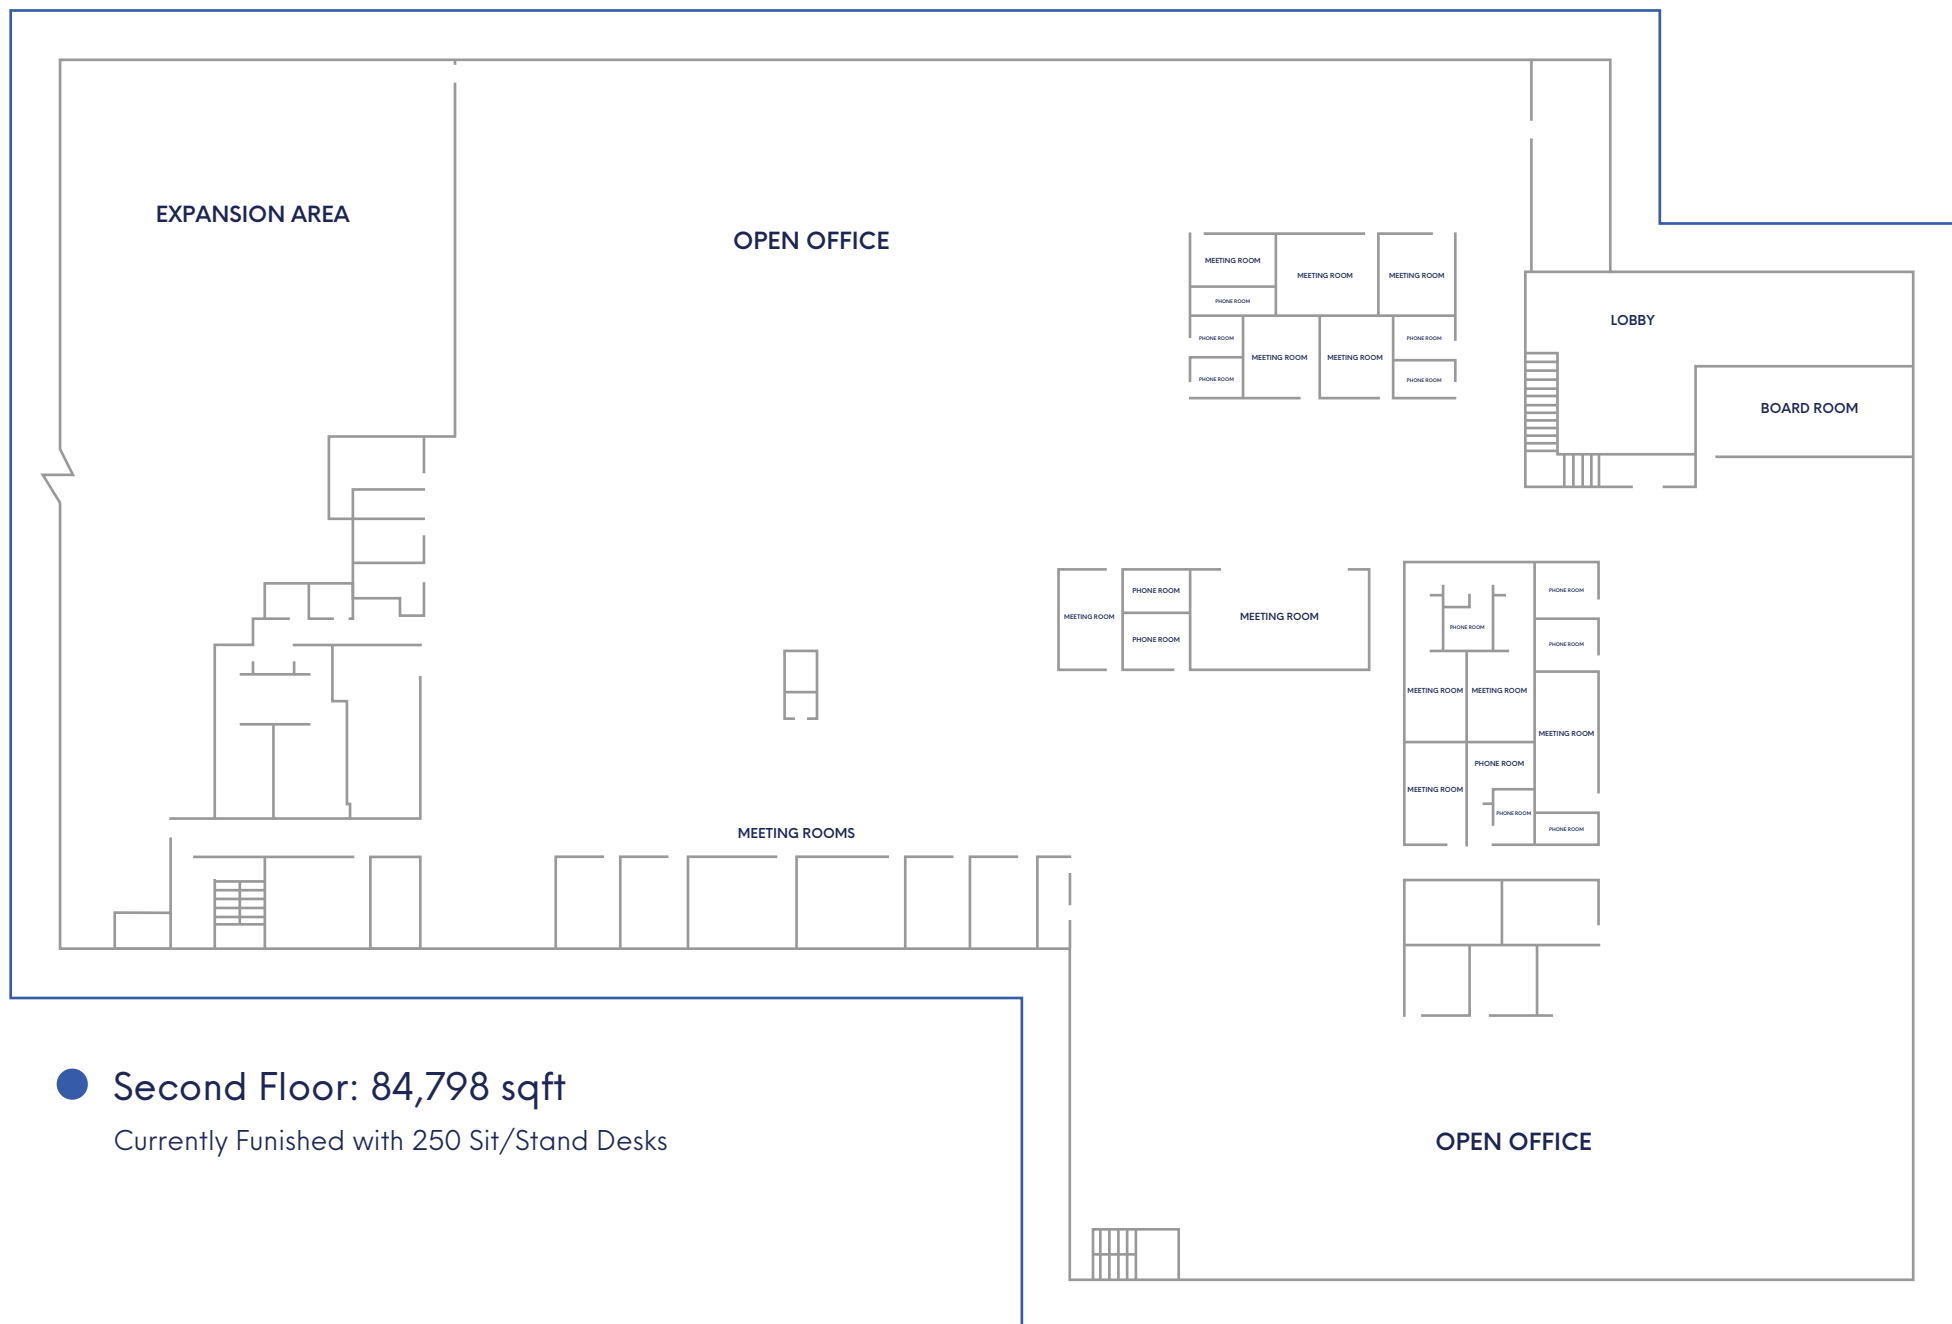 EXPANSION AREA
OPEN OFFICE
MEETING ROOM
MEETING ROOM
MEETING ROOM
PHONE ROOM
PHONE ROOM
MEETING ROOM
MEETING ROOM
PHONE ROOM
PHONE ROOM
PHONE ROOM
LOBBY
BOARD ROOM
MEETING ROOM
PHONE ROOM
PHONE ROOM
MEETING ROOM
PHONE ROOM
PHONE ROOM
PHONE ROOM
MEETING ROOM
MEETING ROOM
MEETING ROOM
PHONE ROOM
MEETING ROOM
PHONE ROOM
PHONE ROOM
MEETING ROOMS
Second Floor: 84,798 sqft
Currently Funished with 250 Sit/Stand Desks
OPEN OFFICE